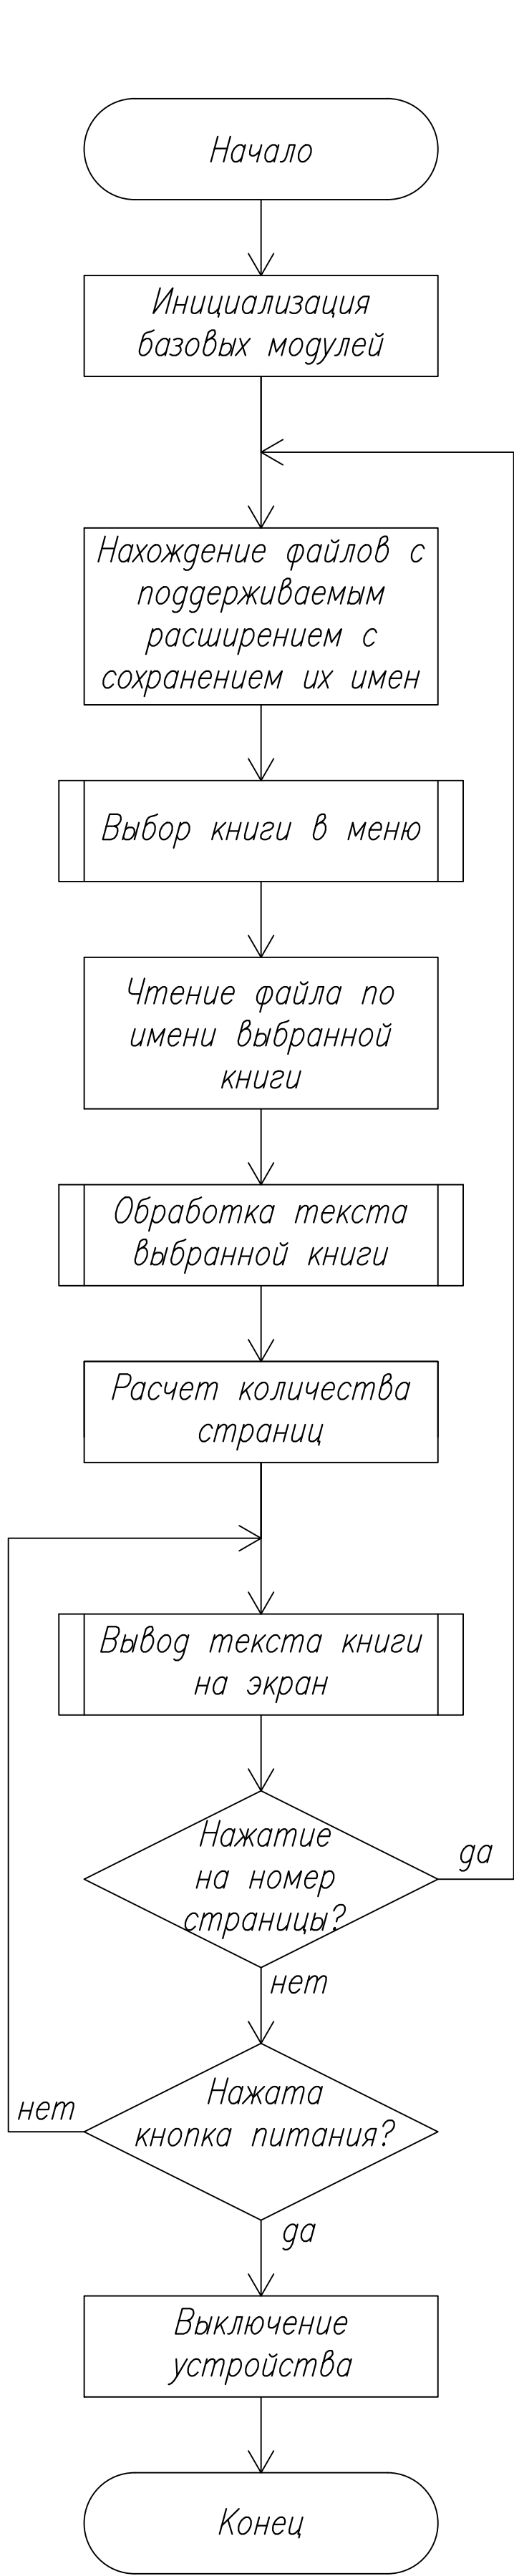 Начало
Инициализация
базовых модулей
Нахождение файлов с
поддерживаемым
расширением с
сохранением их имен
Выбор книги в меню
Чтение файла по
имени выбранной
книги
Обработка текста
выбранной книги
Расчет количества
страниц
Вывод текста книги
на экран
Нажатие
на номер
страницы?
да
нет
Нажата
кнопка питания?
нет
да
Выключение
устройства
Конец